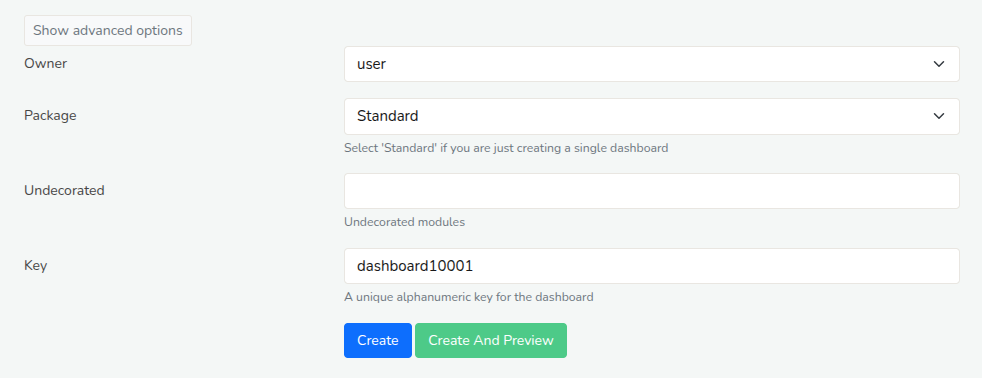 Show advanced options
Owner
user
Package
Standard
Select 'Standard' if you are just creating a single dashboard
Undecorated
Undecorated modules
Key
dashboard10001
A unique alphanumeric key for the dashboard
Create
Create And Preview